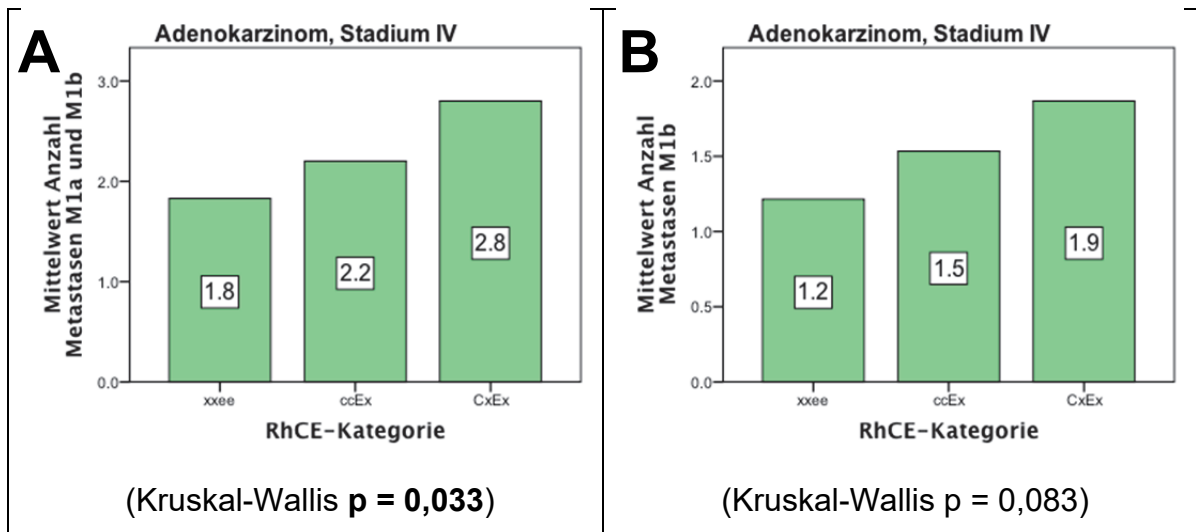 A
Adenokarzinom, Stadium IV
Mittelwert Anzahl
Metastasen M1a und M1b
3.0
2.0
1.0
0.0
1.8
2.2
2.8
xxee
ccEx
CxEx
RhCE-Kategorie
(Kruskal-Wallis p = 0,033)
B
Adenokarzinom, Stadium IV
Mittelwert Anzahl
Metastasen M1b
2.0
1.5
1.0
0.5
0.0
1.2
1.5
1.9
xxee
ccEx
CxEx
RhCE-Kategorie
(Kruskal-Wallis p = 0,083)